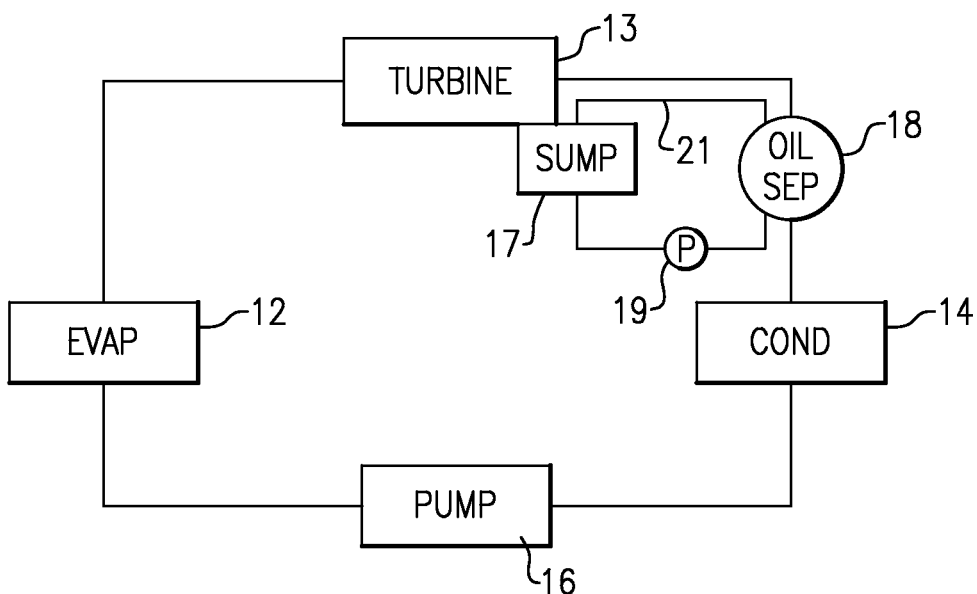 13
TURBINE
18
OIL
SEP
21
SUMP
17
P
19
12
EVAP
14
COND
PUMP
16